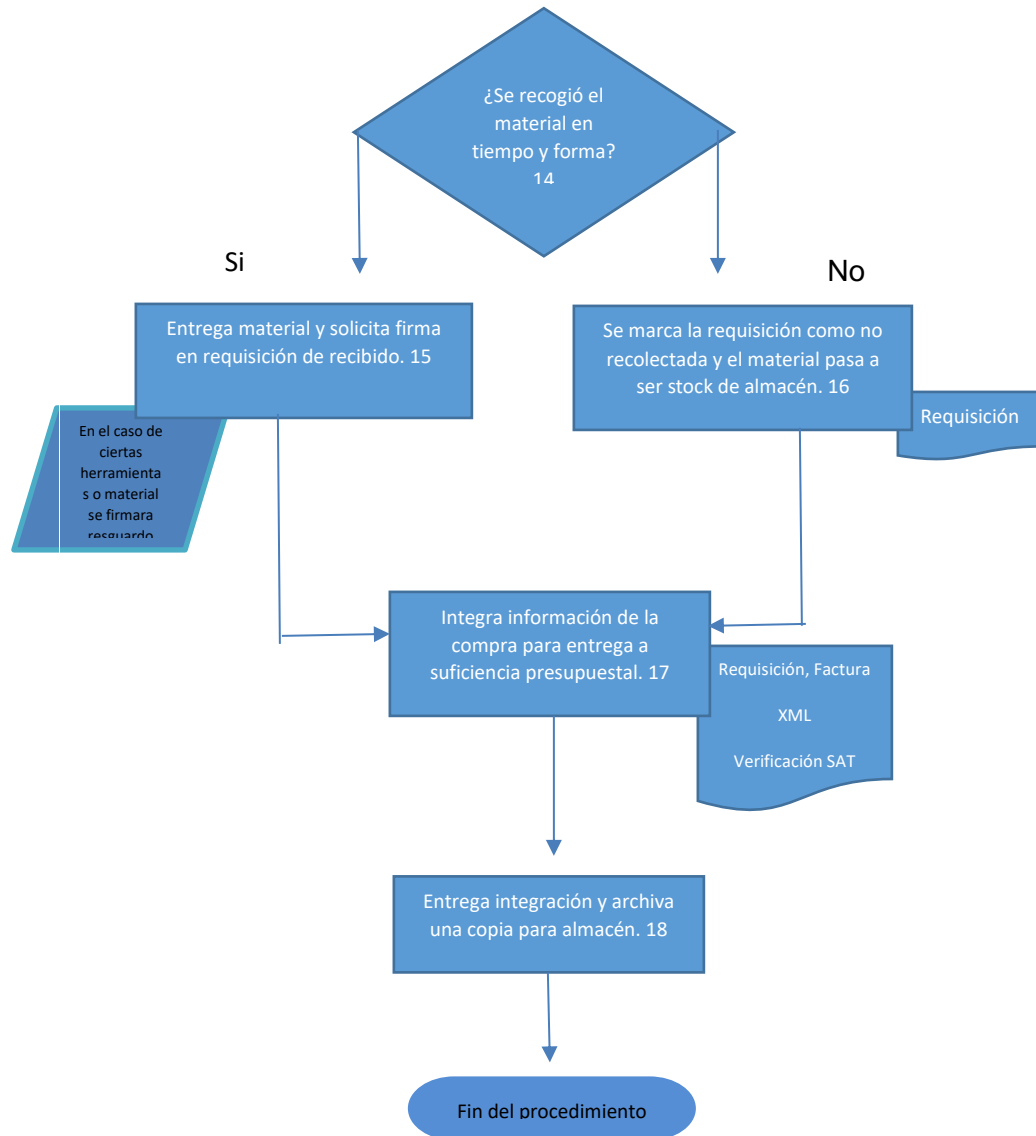 ¿Se recogió el
material en
tiempo y forma?
14
Si
No
Entrega material y solicita firma
en requisición de recibido. 15
Se marca la requisición como no
recolectada y el material pasa a
ser stock de almacén. 16
Requisición
En el caso de
ciertas
herramienta
s o material
se firmara
resguardo
Integra información de la
compra para entrega a
suficiencia presupuestal. 17
Requisición, Factura
XML
Verificación SAT
Entrega integración y archiva
una copia para almacén. 18
Fin del procedimiento